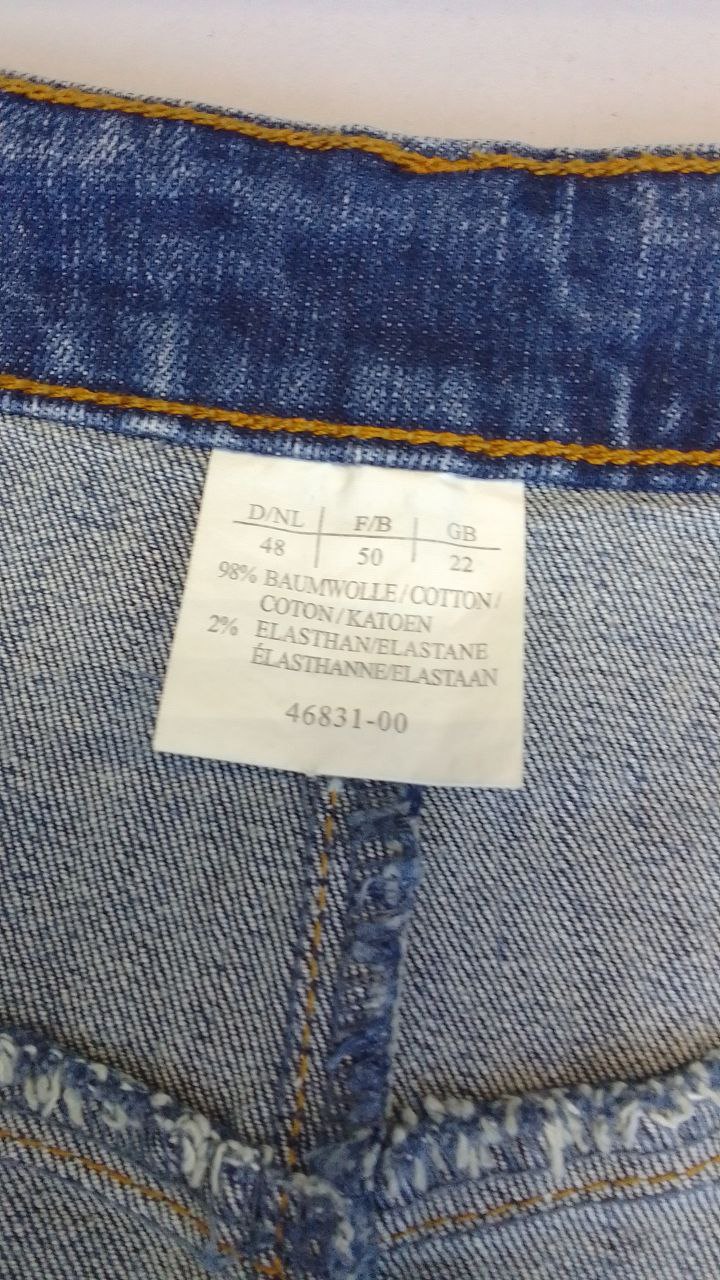 D/NL F/B GB
48 50 22
98% BAUMWOLLE/COTTON/
COTON/KATOEN
2% ELASTHAN/ELASTANE
ÉLASTHANNE/ELASTAAN
46831-00